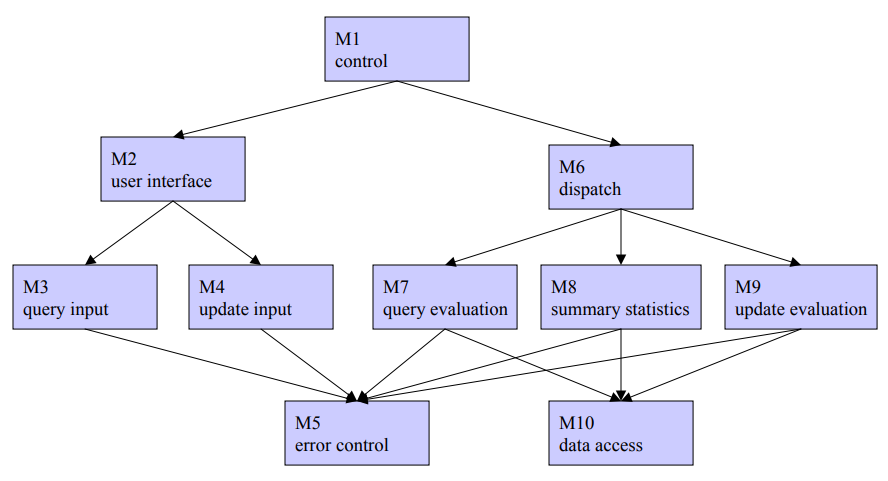 M1
control
M2
user interface
M6
dispatch
M3
query input
M4
update input
M7
query evaluation
M8
summary statistics
M9
update evaluation
M5
error control
M10
data access